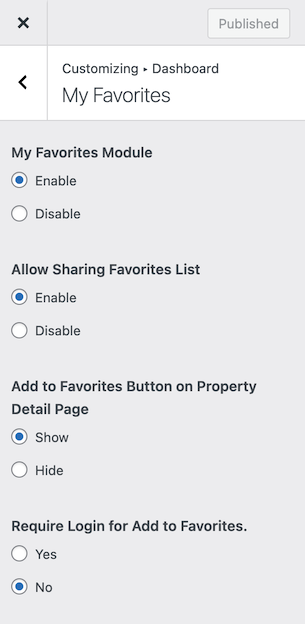 Published
Customizing ▸ Dashboard
My Favorites
My Favorites Module
Enable
Disable
Allow Sharing Favorites List
Enable
Disable
Add to Favorites Button on Property
Detail Page
Show
Hide
Require Login for Add to Favorites.
Yes
No